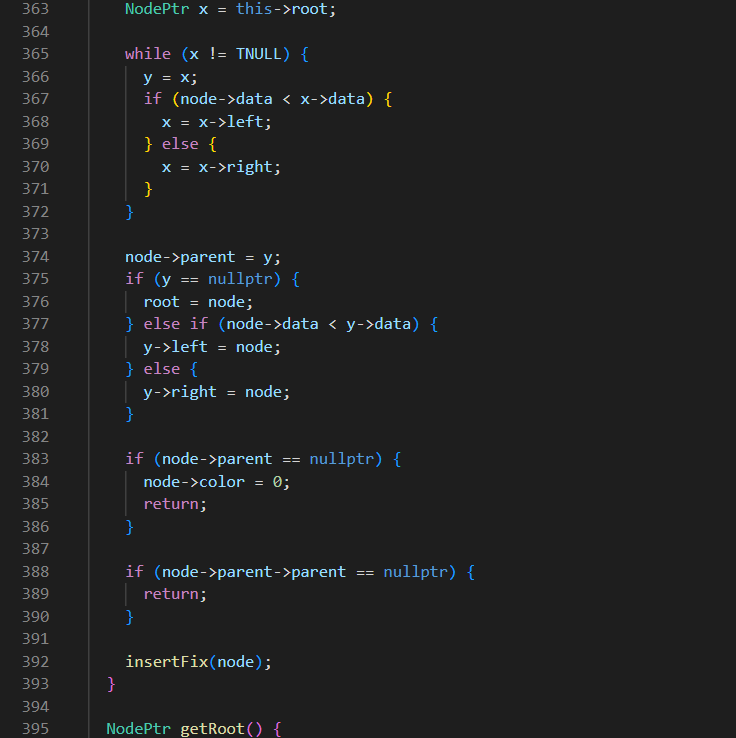 363 NodePtr x = this->root;
364
365 while (x != TNULL) {
366 y = x;
367 if (node->data < x->data) {
368 x = x->left;
369 } else {
370 x = x->right;
371 }
372 }
373
374 node->parent = y;
375 if (y == nullptr) {
376 root = node;
377 } else if (node->data < y->data) {
378 y->left = node;
379 } else {
380 y->right = node;
381 }
382
383 if (node->parent == nullptr) {
384 node->color = 0;
385 return;
386 }
387
388 if (node->parent->parent == nullptr) {
389 return;
390 }
391
392 insertFix(node);
393 }
394
395 NodePtr getRoot() {